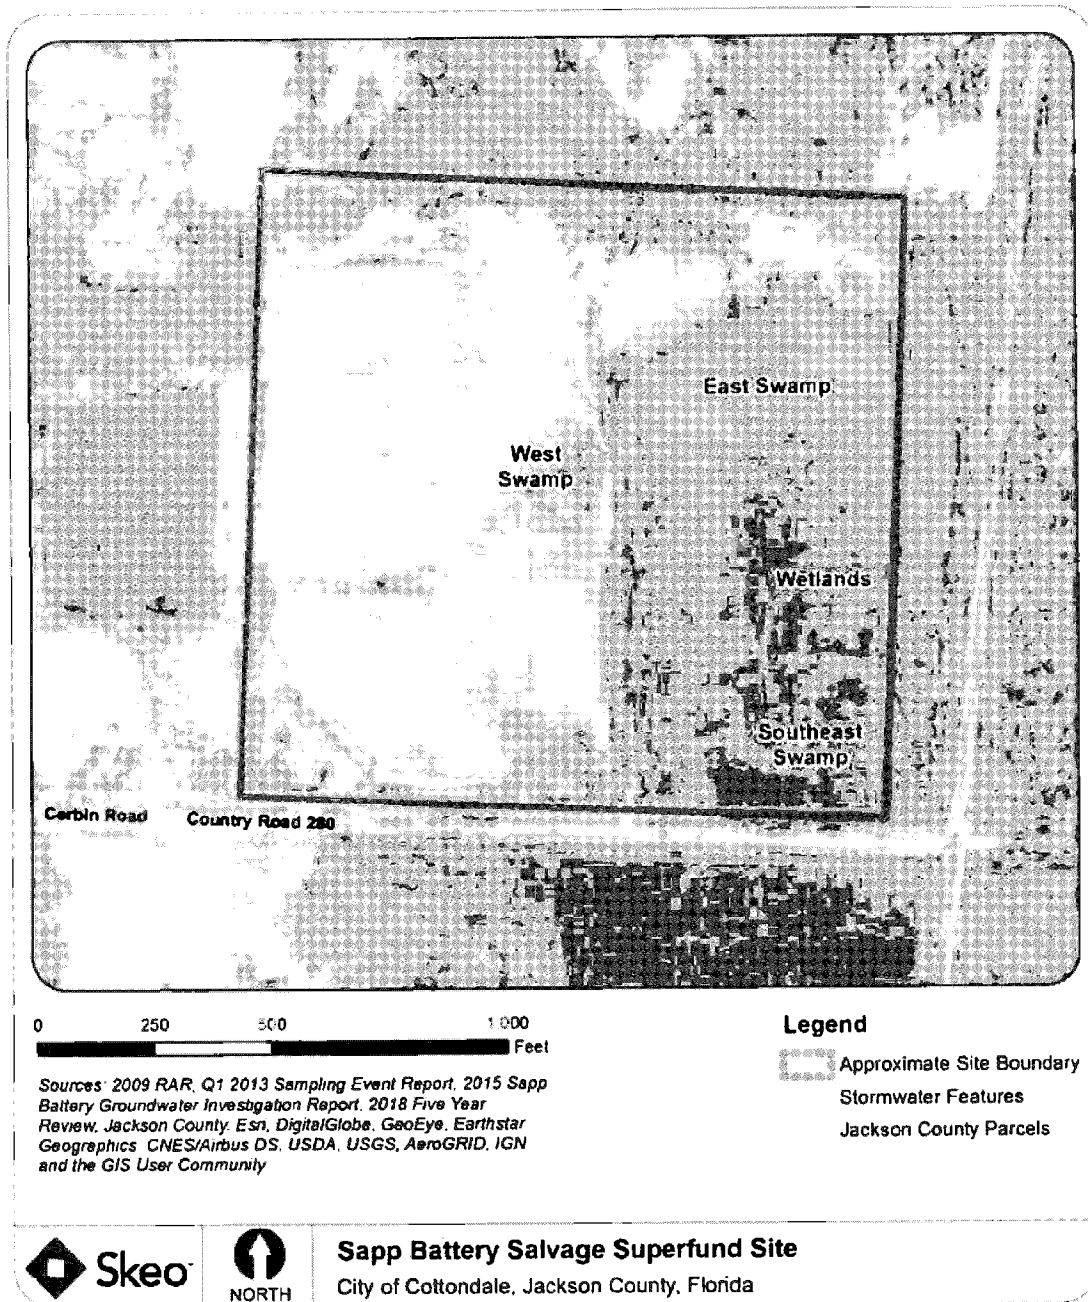 East Swamp
West
Swamp
Wetlands
Southeast
Swamp
Corbin Road
Country Road 280
0 250 500 1 000
Feet
Sources: 2009 RAR, Q1 2013 Sampling Event Report, 2015 Sapp
Battery Groundwater Investigation Report, 2018 Five Year
Review, Jackson County. Esri, DigitalGlobe, GeoEye, Earthstar
Geographics CNES/Airbus DS, USDA, USGS, AeroGRID, IGN
and the GIS User Community
Legend
Approximate Site Boundary
Stormwater Features
Jackson County Parcels
Skeo
NORTH
Sapp Battery Salvage Superfund Site
City of Cottondale, Jackson County, Florida